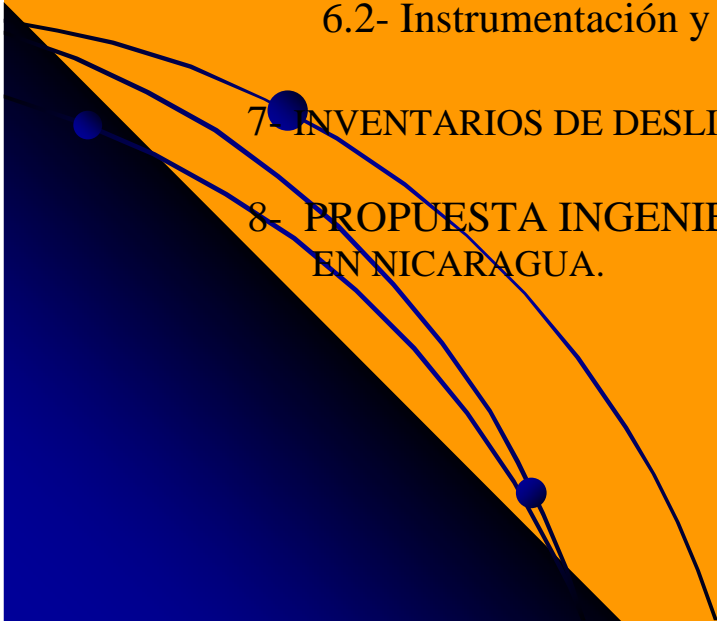 6.2- Instrumentación y
7- INVENTARIOS DE DESLI
8- PROPUESTA INGENIE
EN NICARAGUA.